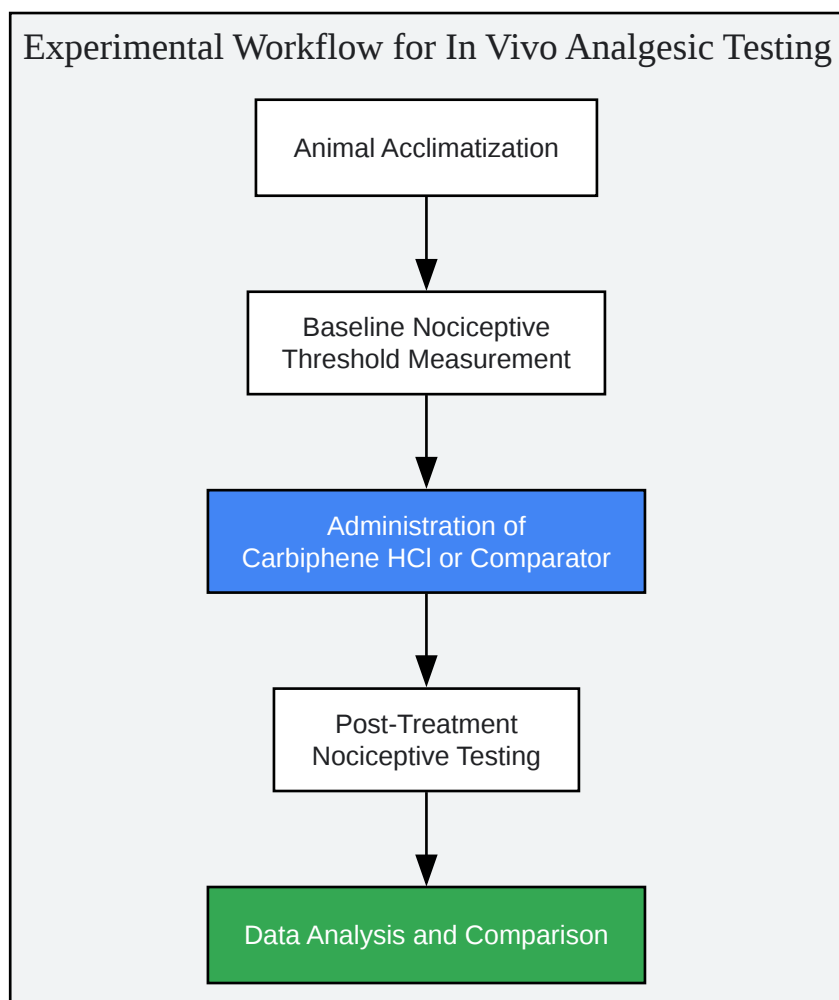 Experimental Workflow for In Vivo Analgesic Testing
Animal Acclimatization
Baseline Nociceptive
Threshold Measurement
Administration of
Carbiphene HCl or Comparator
Post-Treatment
Nociceptive Testing
Data Analysis and Comparison